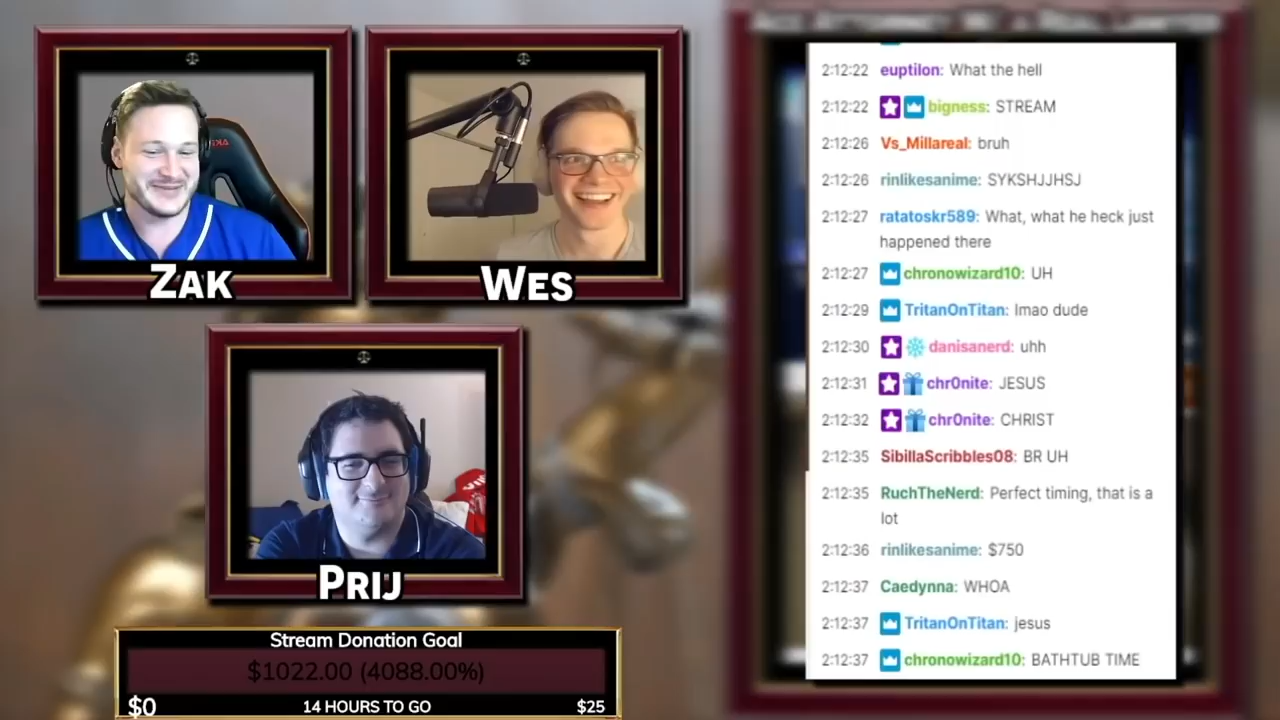 ZAK
WES
PRIJ
Stream Donation Goal
$1022.00 (4088.00%)
$0
14 HOURS TO GO
$25
2:12:22 euptilon: What the hell
2:12:22 bigness: STREAM
2:12:26 Vs_Millareal: bruh
2:12:26 rinlikesanime: SYKSHJJHSJ
2:12:27 ratatoskr589: What, what he heck just
happened there
2:12:27 chronowizard10: UH
2:12:29 TritanOnTitan: lmao dude
2:12:30 danisanerd: uhh
2:12:31 chr0nite: JESUS
2:12:32 chr0nite: CHRIST
2:12:35 SibillaScribbles08: BR UH
2:12:35 RuchTheNerd: Perfect timing, that is a
lot
2:12:36 rinlikesanime: $750
2:12:37 Caedynna: WHOA
2:12:37 TritanOnTitan: jesus
2:12:37 chronowizard10: BATHTUB TIME